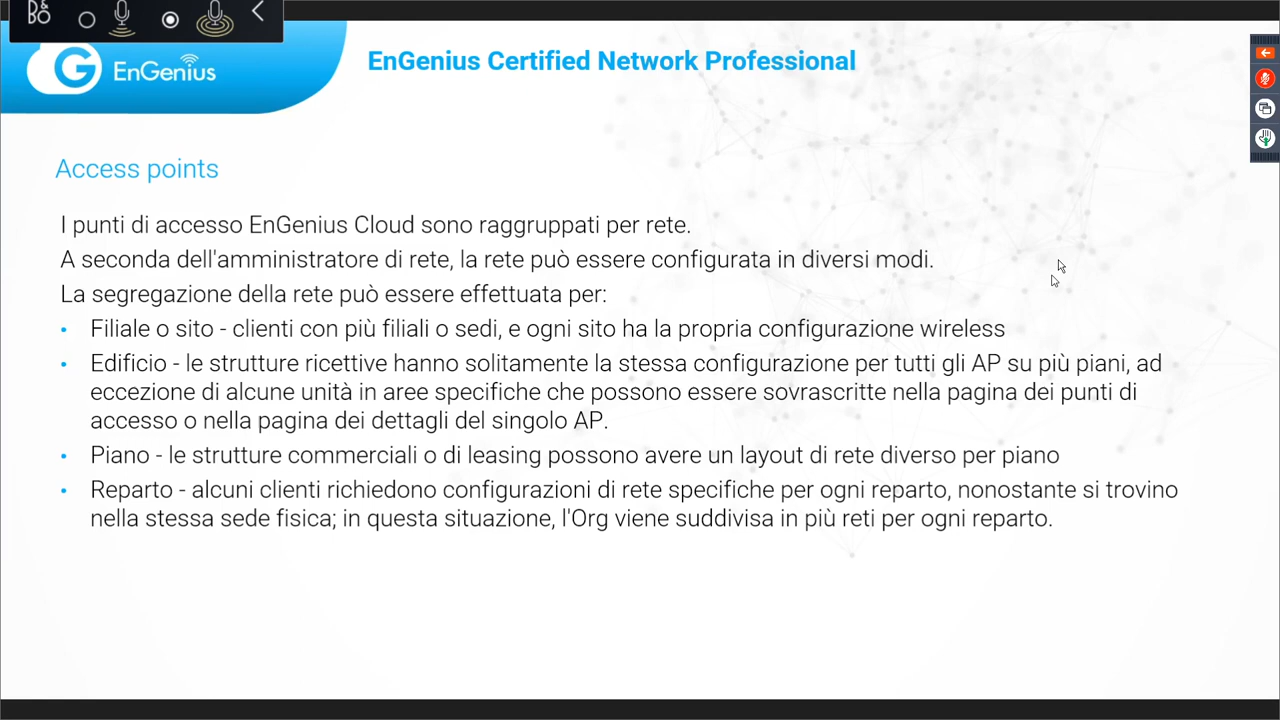 B&O
EnGenius
EnGenius Certified Network Professional
Access points
I punti di accesso EnGenius Cloud sono raggruppati per rete.
A seconda dell'amministratore di rete, la rete può essere configurata in diversi modi.
La segregazione della rete può essere effettuata per:
• Filiale o sito - clienti con più filiali o sedi, e ogni sito ha la propria configurazione wireless
• Edificio - le strutture ricettive hanno solitamente la stessa configurazione per tutti gli AP su più piani, ad
eccezione di alcune unità in aree specifiche che possono essere sovrascritte nella pagina dei punti di
accesso o nella pagina dei dettagli del singolo AP.
• Piano - le strutture commerciali o di leasing possono avere un layout di rete diverso per piano
• Reparto - alcuni clienti richiedono configurazioni di rete specifiche per ogni reparto, nonostante si trovino
nella stessa sede fisica; in questa situazione, l'Org viene suddivisa in più reti per ogni reparto.